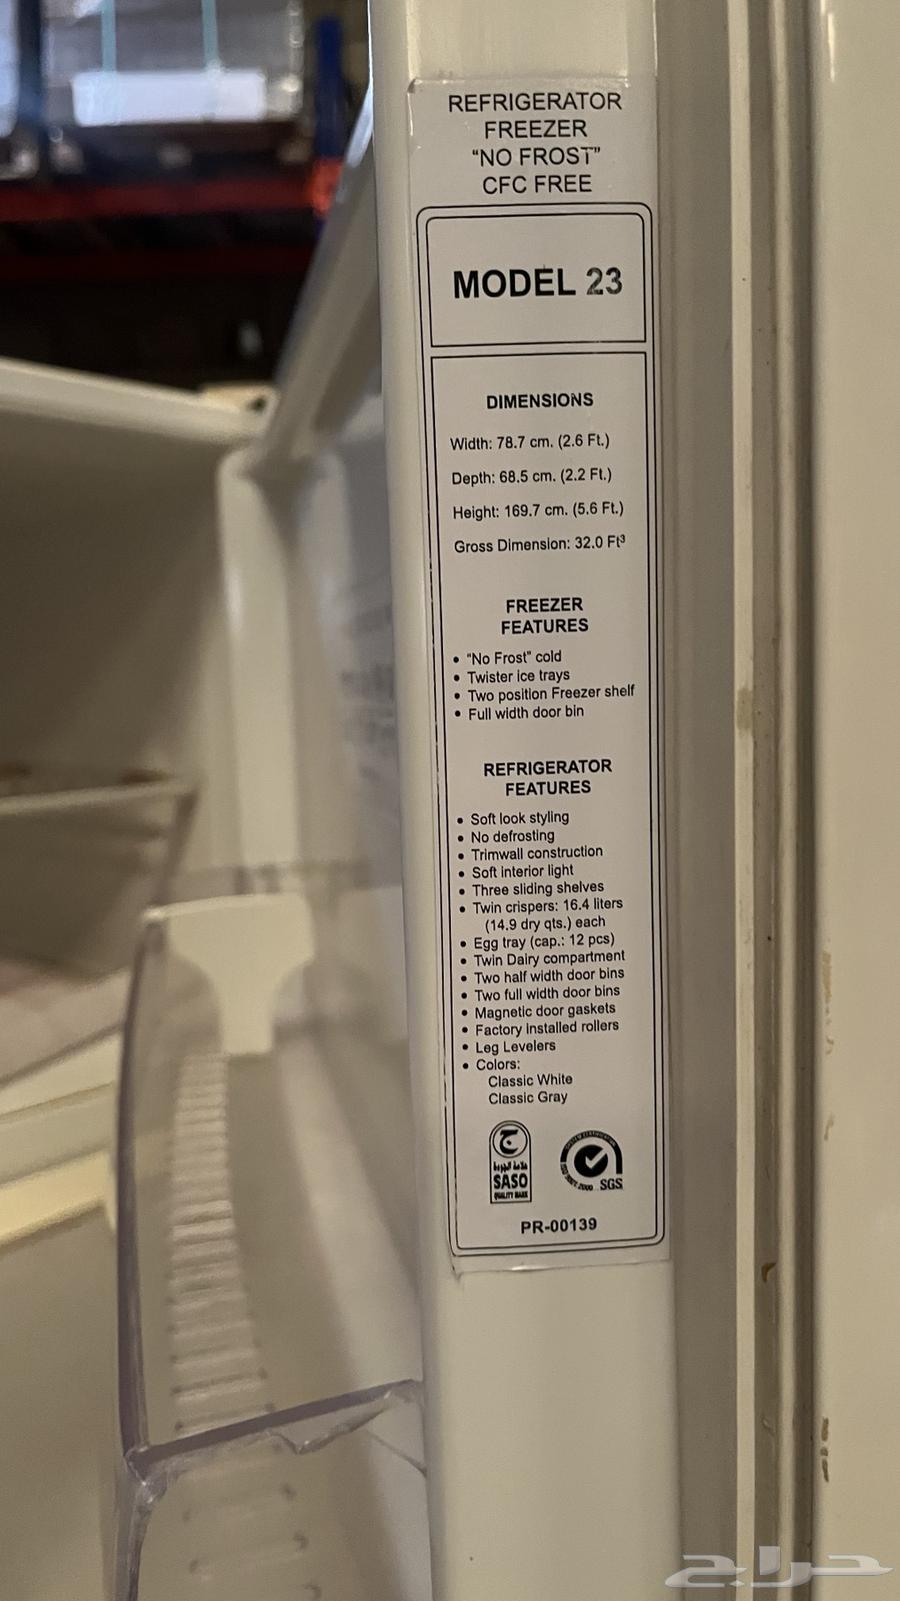 REFRIGERATOR
FREEZER
“NO FROST”
CFC FREE
MODEL 23
DIMENSIONS
Width: 78.7 cm. (2.6 Ft.)
Depth: 68.5 cm. (2.2 Ft.)
Height: 169.7 cm. (5.6 Ft.)
Gross Dimension: 32.0 Ft³
FREEZER
FEATURES
• “No Frost” cold
• Twister ice trays
• Two position Freezer shelf
• Full width door bin
REFRIGERATOR
FEATURES
• Soft look styling
• No defrosting
• Trimwall construction
• Soft interior light
• Three sliding shelves
• Twin crispers: 16.4 liters
(14.9 dry qts.) each
• Egg tray (cap.: 12 pcs)
• Twin Dairy compartment
• Two half width door bins
• Two full width door bins
• Magnetic door gaskets
• Factory installed rollers
• Leg Levelers
• Colors:
Classic White
Classic Gray
علامة الجودة
SASO
QUALITY MARK
SGS
PR-00139
حراج